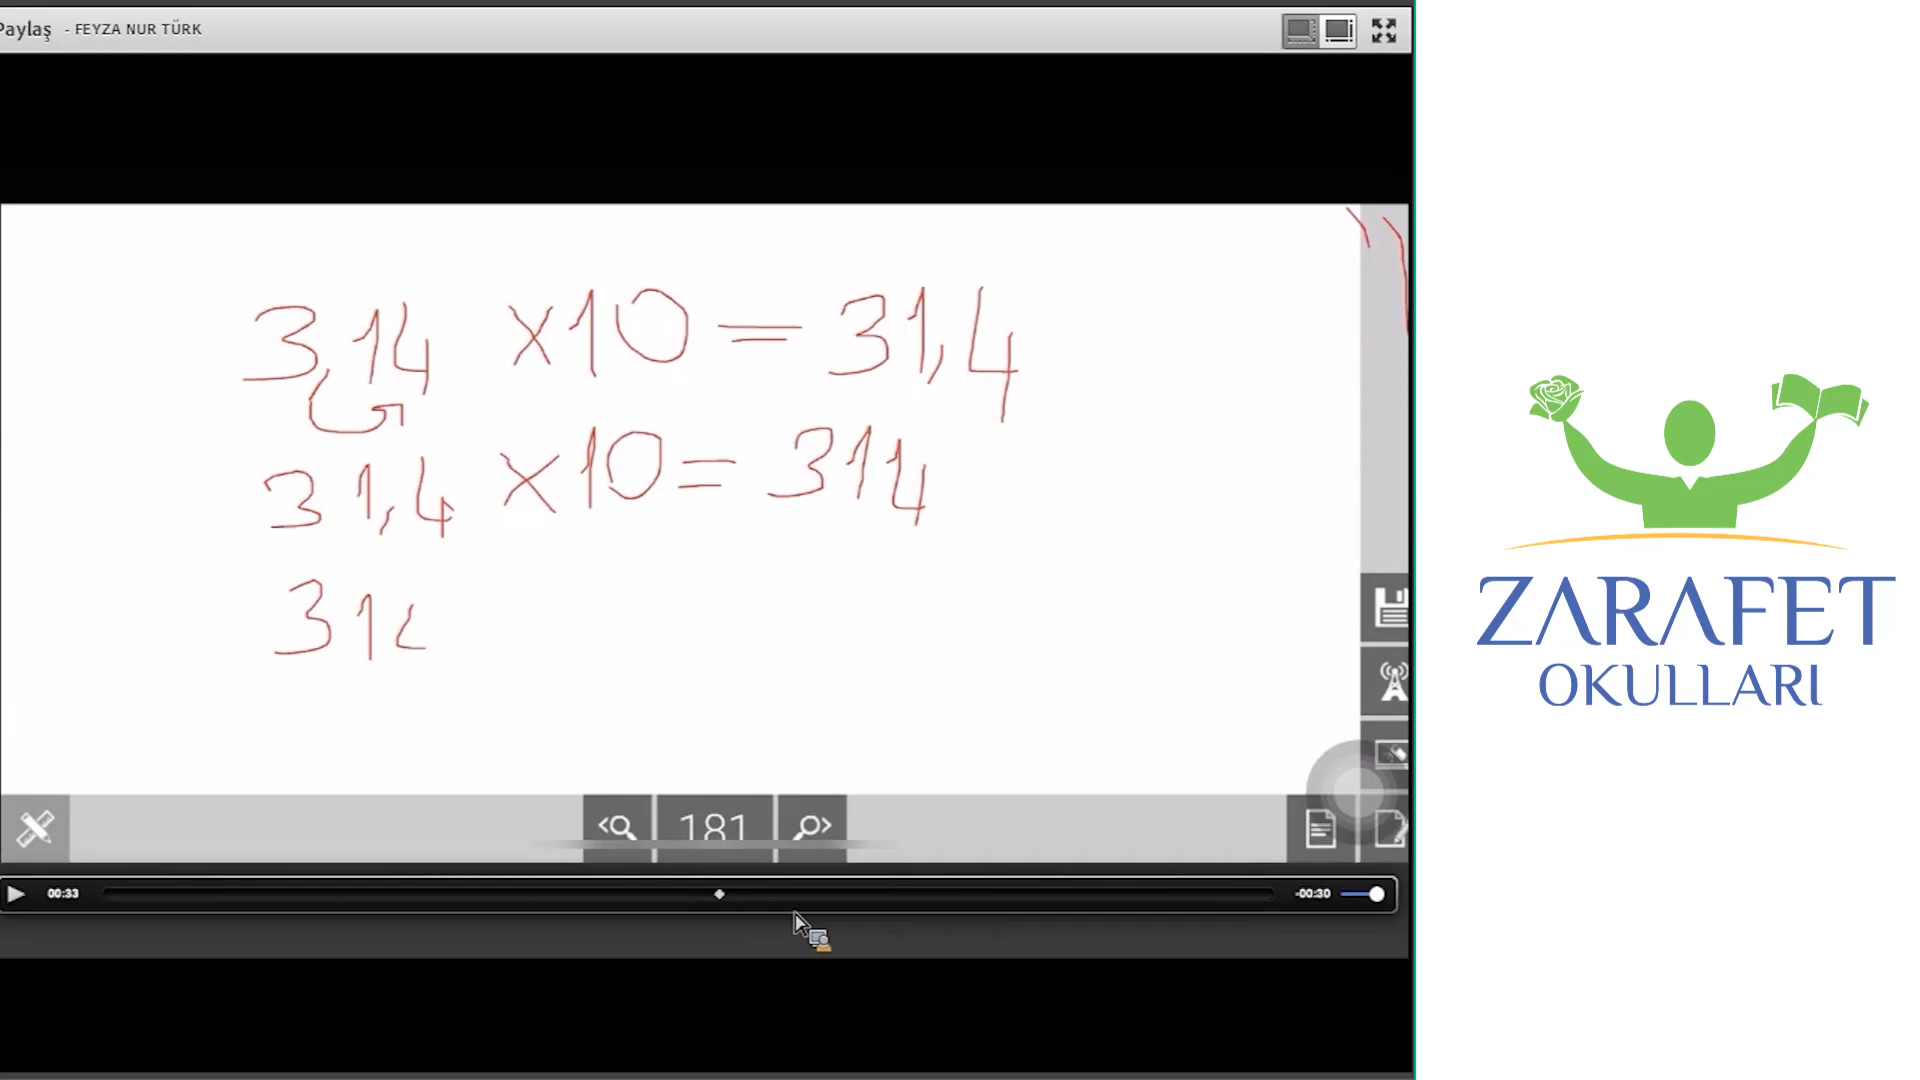 Paylaş - FEYZA NUR TÜRK
3,14 x10 = 31,4
31,4 x10 = 314
314
181
00:33
-00:30
ZARAFET
OKULLARI